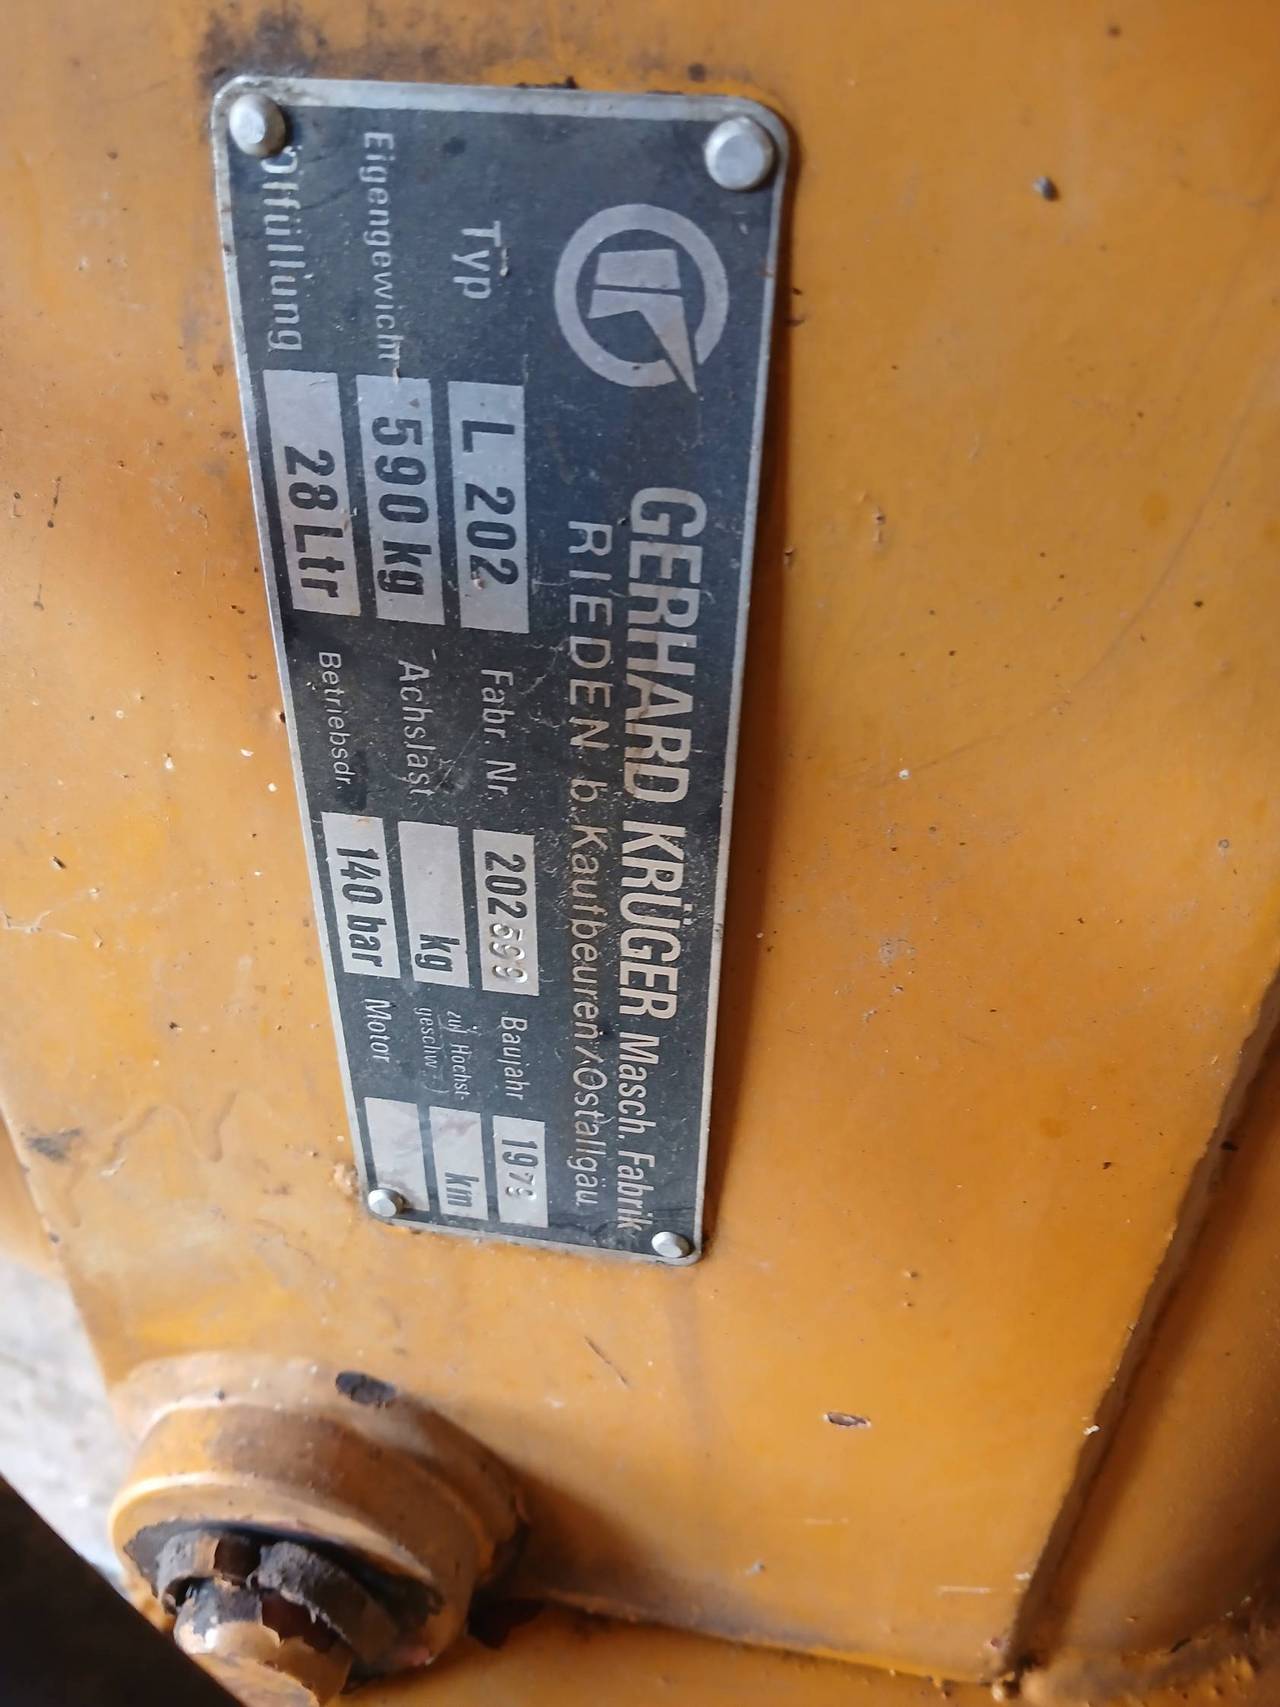 GERHARD KRÜGER Masch. Fabrik
RIEDEN b. Kaufbeuren/Ostallgäu.
Typ L 202 Fabr. Nr. Baujahr
Eigengewicht 590 kg Achslast kg zul. Höchst- geschw. km
Ölfüllung 28 Ltr Betriebsdr. 140 bar Motor